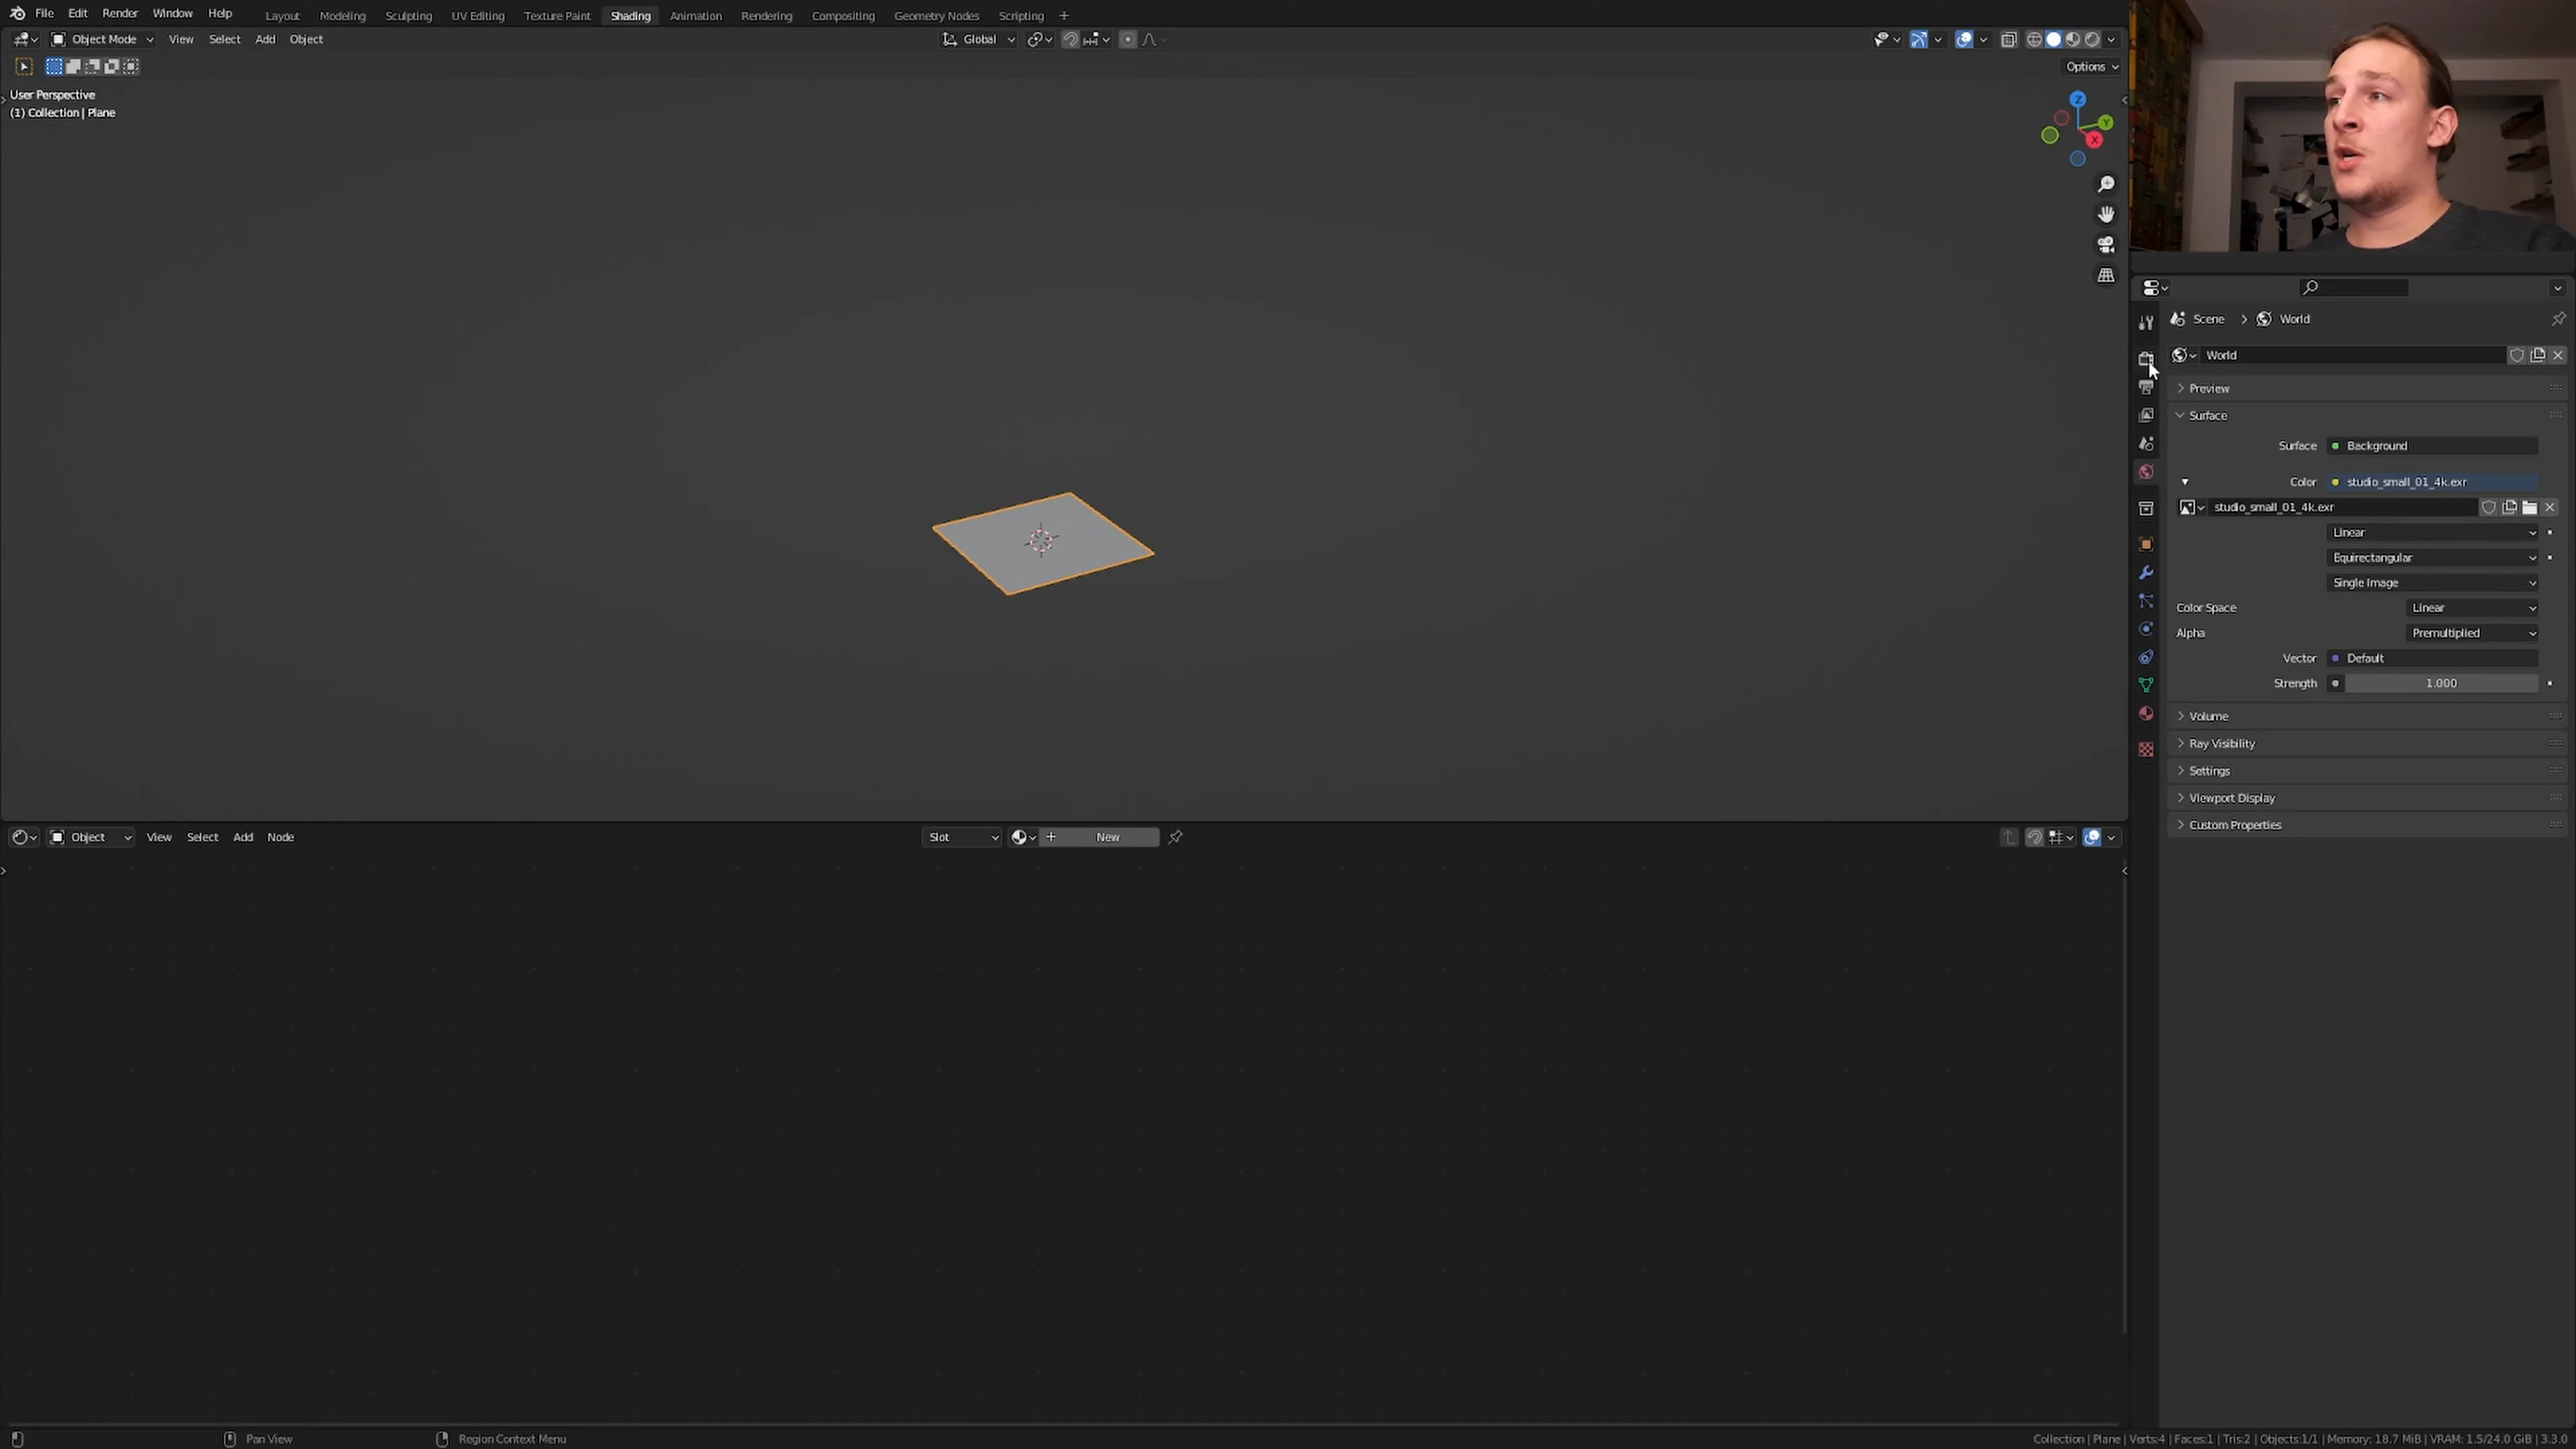 File Edit Render Window Help Layout Modeling Sculpting UV Editing Texture Paint Shading Animation Rendering Compositing Geometry Nodes Scripting
Object Mode View Select Add Object Global
Options
User Perspective
(1) Collection | Plane
Z
Y
X
Scene World
World
Preview
Surface
Surface Background
Color studio_small_01_4k.exr
studio_small_01_4k.exr
Linear
Equirectangular
Single Image
Color Space Linear
Alpha Premultiplied
Vector Default
Strength 1.000
Volume
Ray Visibility
Settings
Viewport Display
Custom Properties
Object View Select Add Node Slot New
Pan View Region Context Menu Collection | Plane | Verts:4 | Faces:1 | Tris:2 | Objects:1/1 | Memory: 18.7 MiB | VRAM: 1.5/24.0 GiB | 3.3.0